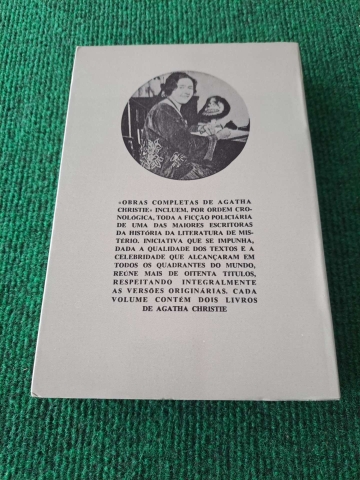 «OBRAS COMPLETAS DE AGATHA
CHRISTIE» INCLUEM, POR ORDEM CRO-
NOLOGICA, TODA A FICÇÃO POLICIÁRIA
DE UMA DAS MAIORES ESCRITORAS
DA HISTÓRIA DA LITERATURA DE MIS-
TÉRIO. INICIATIVA QUE SE IMPUNHA,
DADA A QUALIDADE DOS TEXTOS E A
CELEBRIDADE QUE ALCANÇARAM EM
TODOS OS QUADRANTES DO MUNDO,
REÚNE MAIS DE OITENTA TITULOS,
RESPEITANDO INTEGRALMENTE
AS VERSÕES ORIGINÁRIAS. CADA
VOLUME CONTÉM DOIS LIVROS
DE AGATHA CHRISTIE